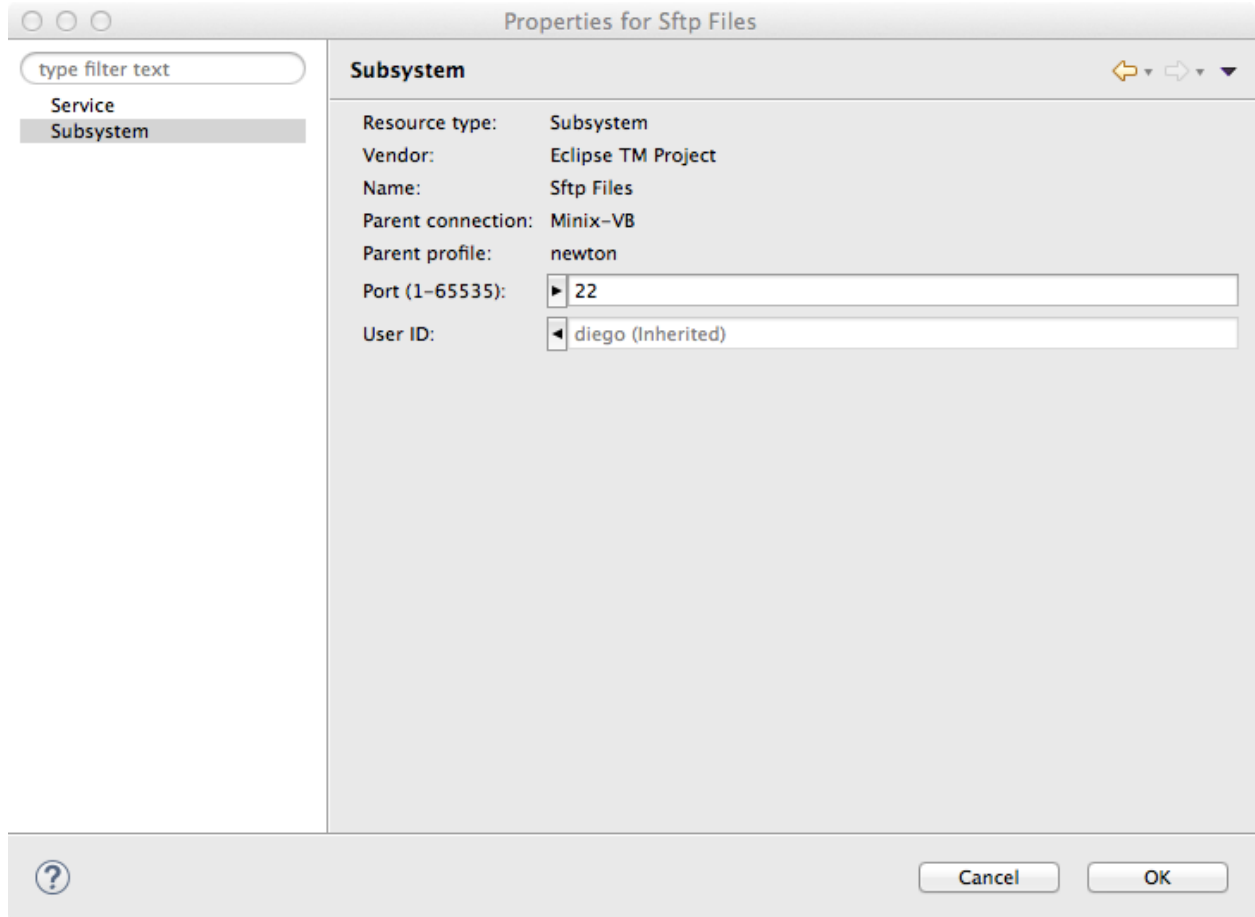 Properties for Sftp Files
type filter text
Service
Subsystem
Subsystem
Resource type: Subsystem
Vendor: Eclipse TM Project
Name: Sftp Files
Parent connection: Minix-VB
Parent profile: newton
Port (1-65535): 22
User ID: diego (Inherited)
?
Cancel OK